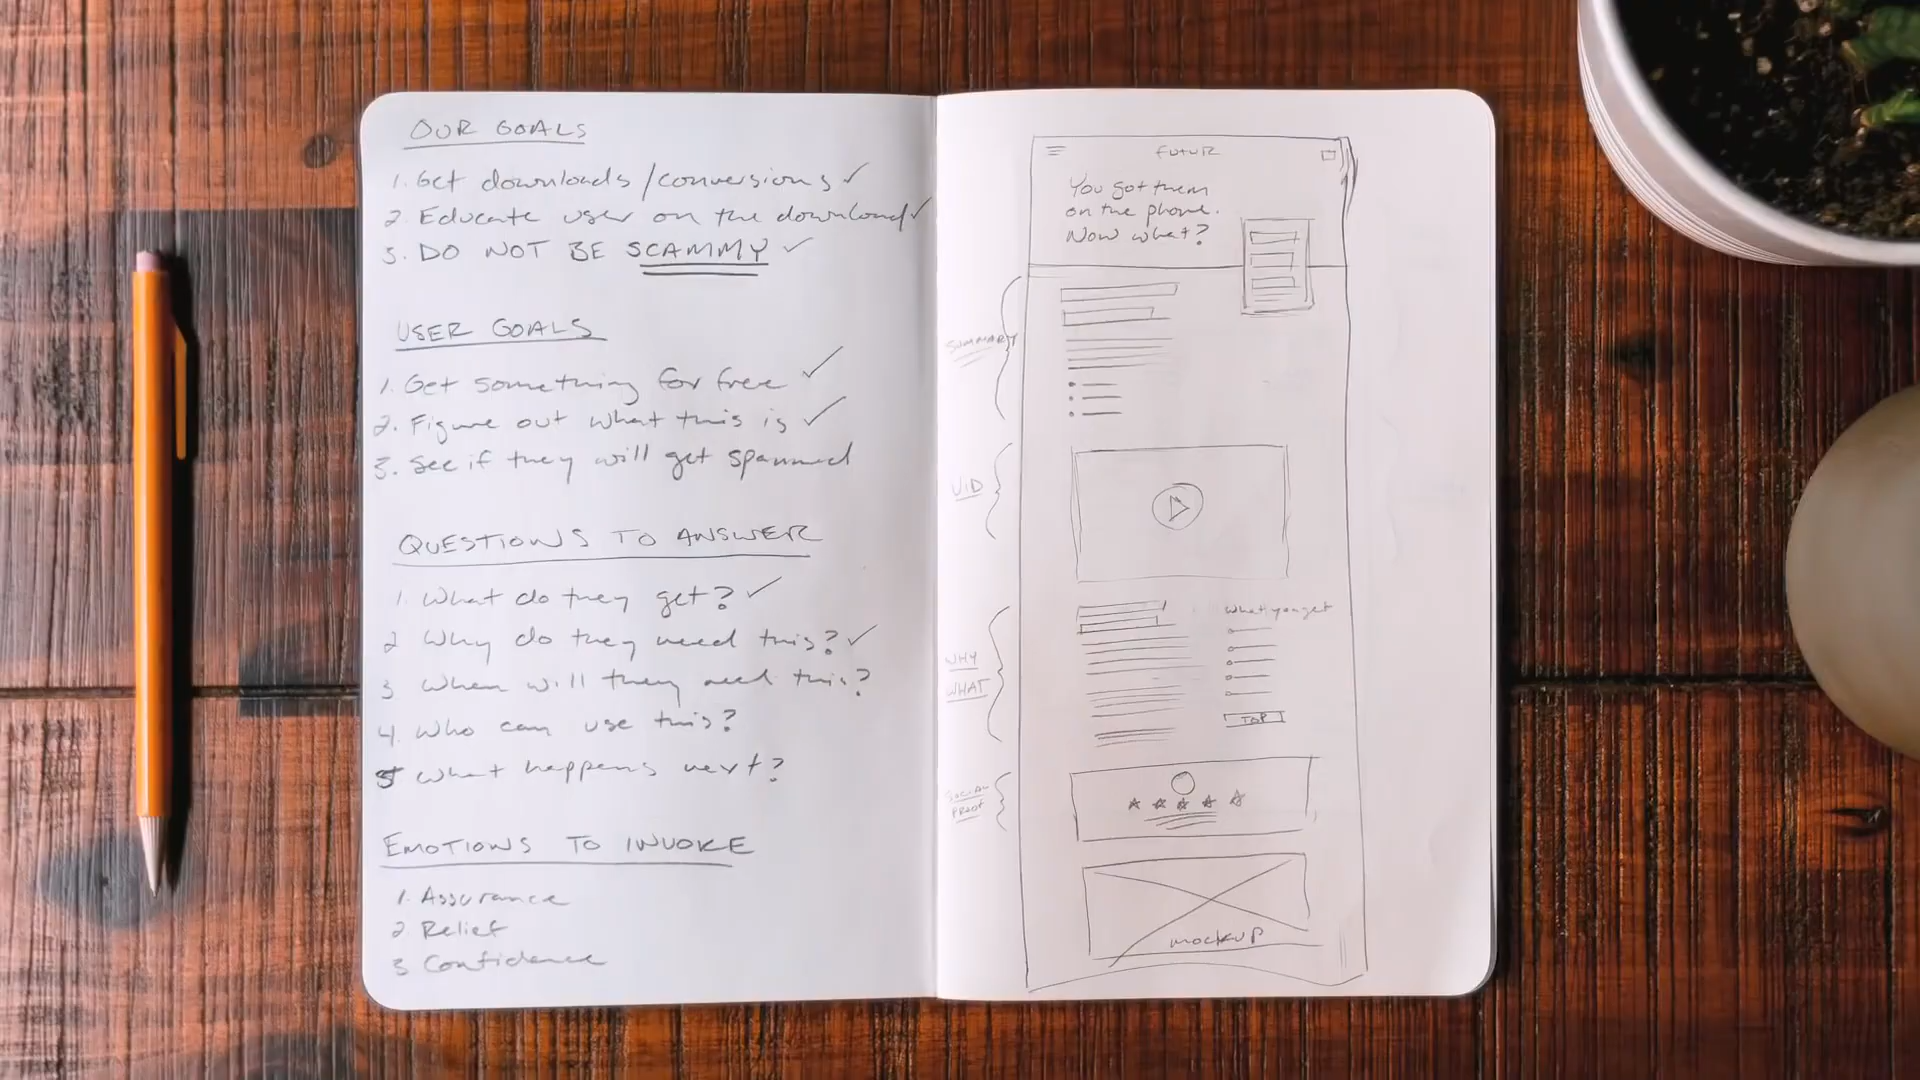 OUR GOALS
1. Get downloads/conversions ✓
2. Educate user on the download ✓
3. DO NOT BE SCAMMY ✓
USER GOALS
1. Get something for free ✓
2. Figure out what this is ✓
3. See if they will get spammed
QUESTIONS TO ANSWER
1. What do they get? ✓
2 Why do they need this? ✓
3 When will they need this?
4. Who can use this?
5 What happens next?
EMOTIONS TO INVOKE
1. Assurance
2 Relief
3 Confidence
FUTUR
You got them
on the phone.
Now what?
SUMMARY
VID
What you get
WHY
WHAT
TOP
SOCIAL
PROOF
mockup